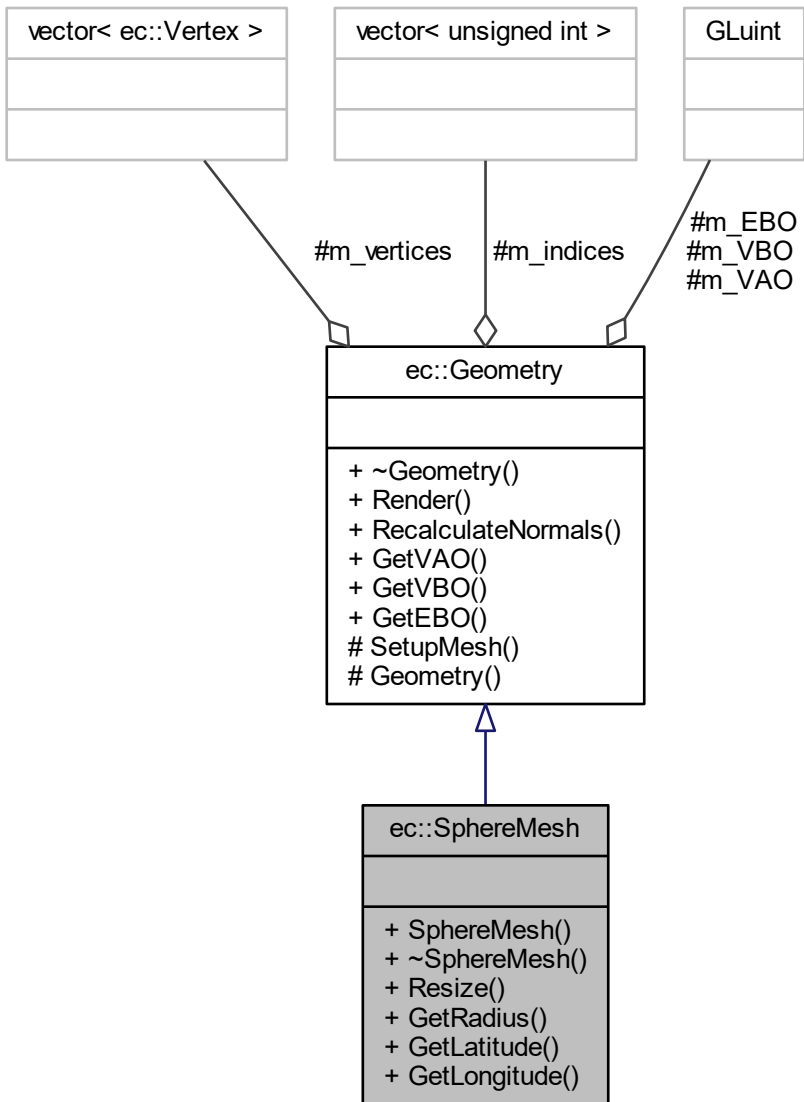 vector< ec::Vertex >
vector< unsigned int >
GLuint
#m_vertices
#m_indices
#m_EBO
#m_VBO
#m_VAO
ec::Geometry
+ ~Geometry()
+ Render()
+ RecalculateNormals()
+ GetVAO()
+ GetVBO()
+ GetEBO()
# SetupMesh()
# Geometry()
ec::SphereMesh
+ SphereMesh()
+ ~SphereMesh()
+ Resize()
+ GetRadius()
+ GetLatitude()
+ GetLongitude()